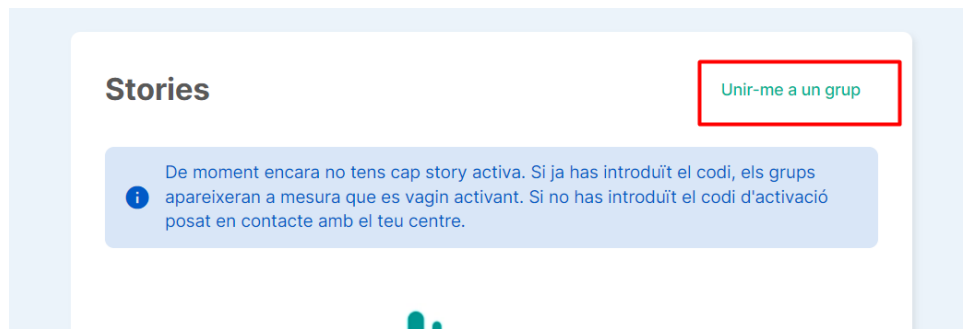 Stories
Unir-me a un grup
De moment encara no tens cap story activa. Si ja has introduït el codi, els grups
apareixeran a mesura que es vagin activant. Si no has introduït el codi d'activació
posat en contacte amb el teu centre.